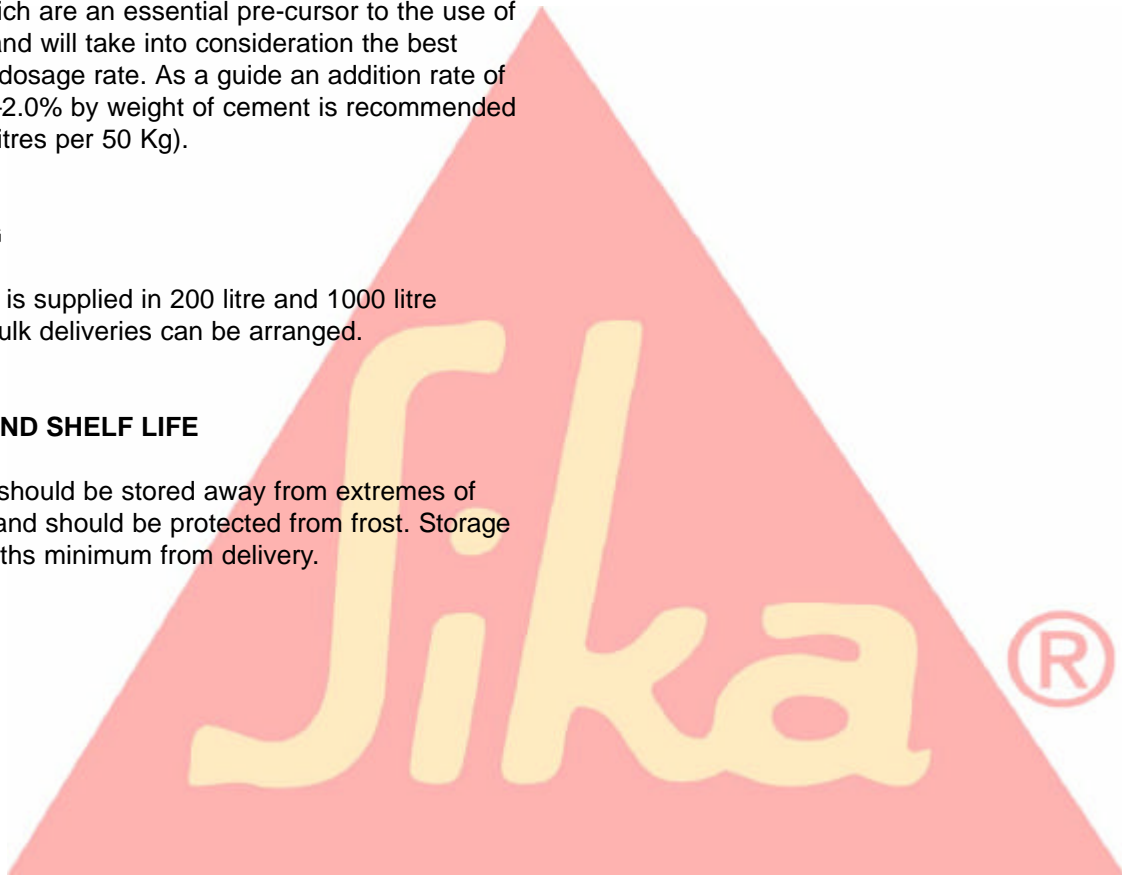 ich are an essential pre-cursor to the use of
and will take into consideration the best
dosage rate. As a guide an addition rate of
-2.0% by weight of cement is recommended
itres per 50 Kg).
is supplied in 200 litre and 1000 litre
ulk deliveries can be arranged.
ND SHELF LIFE
should be stored away from extremes of
and should be protected from frost. Storage
ths minimum from delivery.
Sika
®